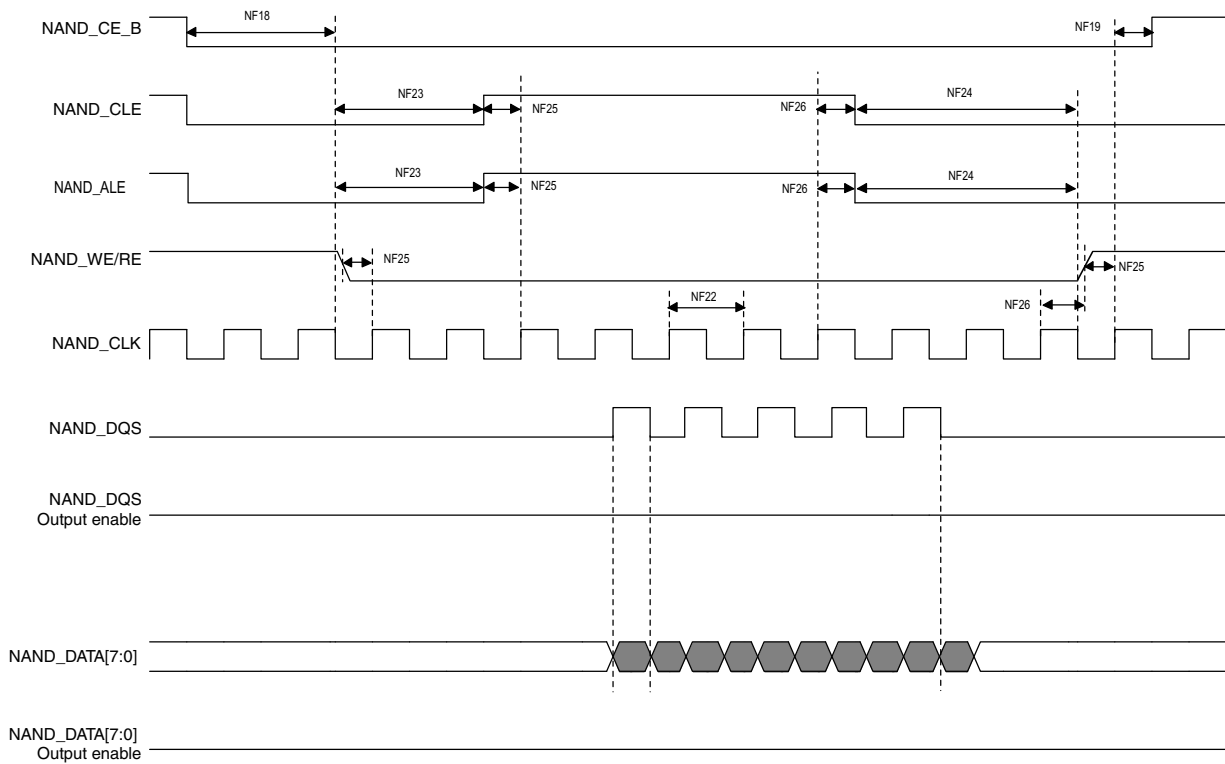 NF18
NAND_CE_B
NF19
NF23
NF24
NAND_CLE
NF25
NF26
NF23
NF24
NAND_ALE
NF25
NF26
NAND_WE/RE
NF25
NF25
NF22
NF26
NAND_CLK
NAND_DQS
NAND_DQS
Output enable
NAND_DATA[7:0]
NAND_DATA[7:0]
Output enable